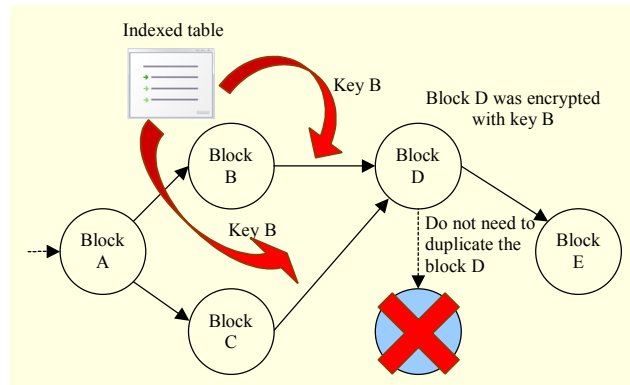 Indexed table
Key B
Block D was encrypted
with key B
Block
B
Block
D
Key B
Do not need to
duplicate the
block D
Block
A
Block
E
Block
C